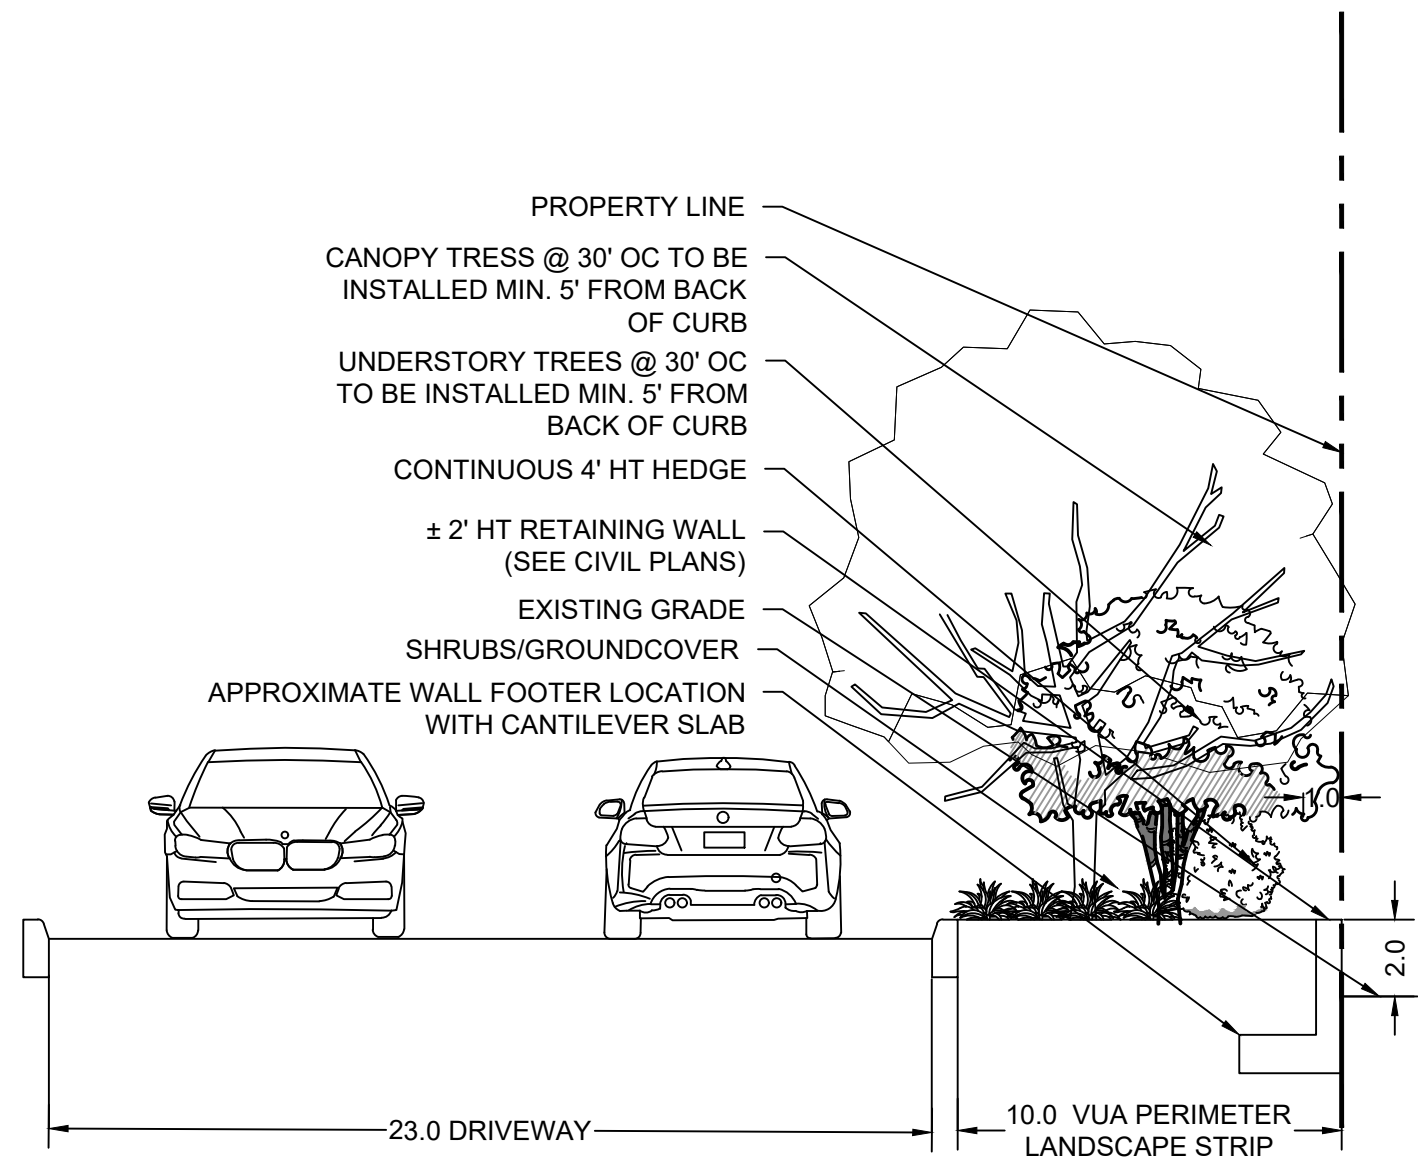 PROPERTY LINE
CANOPY TRESS @ 30' OC TO BE
INSTALLED MIN. 5' FROM BACK
OF CURB
UNDERSTORY TREES @ 30' OC
TO BE INSTALLED MIN. 5' FROM
BACK OF CURB
CONTINUOUS 4' HT HEDGE
± 2' HT RETAINING WALL
(SEE CIVIL PLANS)
EXISTING GRADE
SHRUBS/GROUNDCOVER
APPROXIMATE WALL FOOTER LOCATION
WITH CANTILEVER SLAB
1.0
2.0
23.0 DRIVEWAY
10.0 VUA PERIMETER
LANDSCAPE STRIP